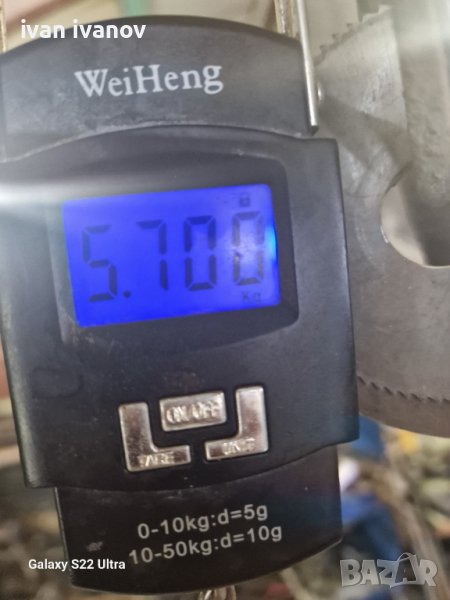 ivan ivanov
WeiHeng
5.700
Kg
ON/OFF
TARE UNIT
0-10kg:d=5g
10-50kg:d=10g
Galaxy S22 Ultra
BAZAR